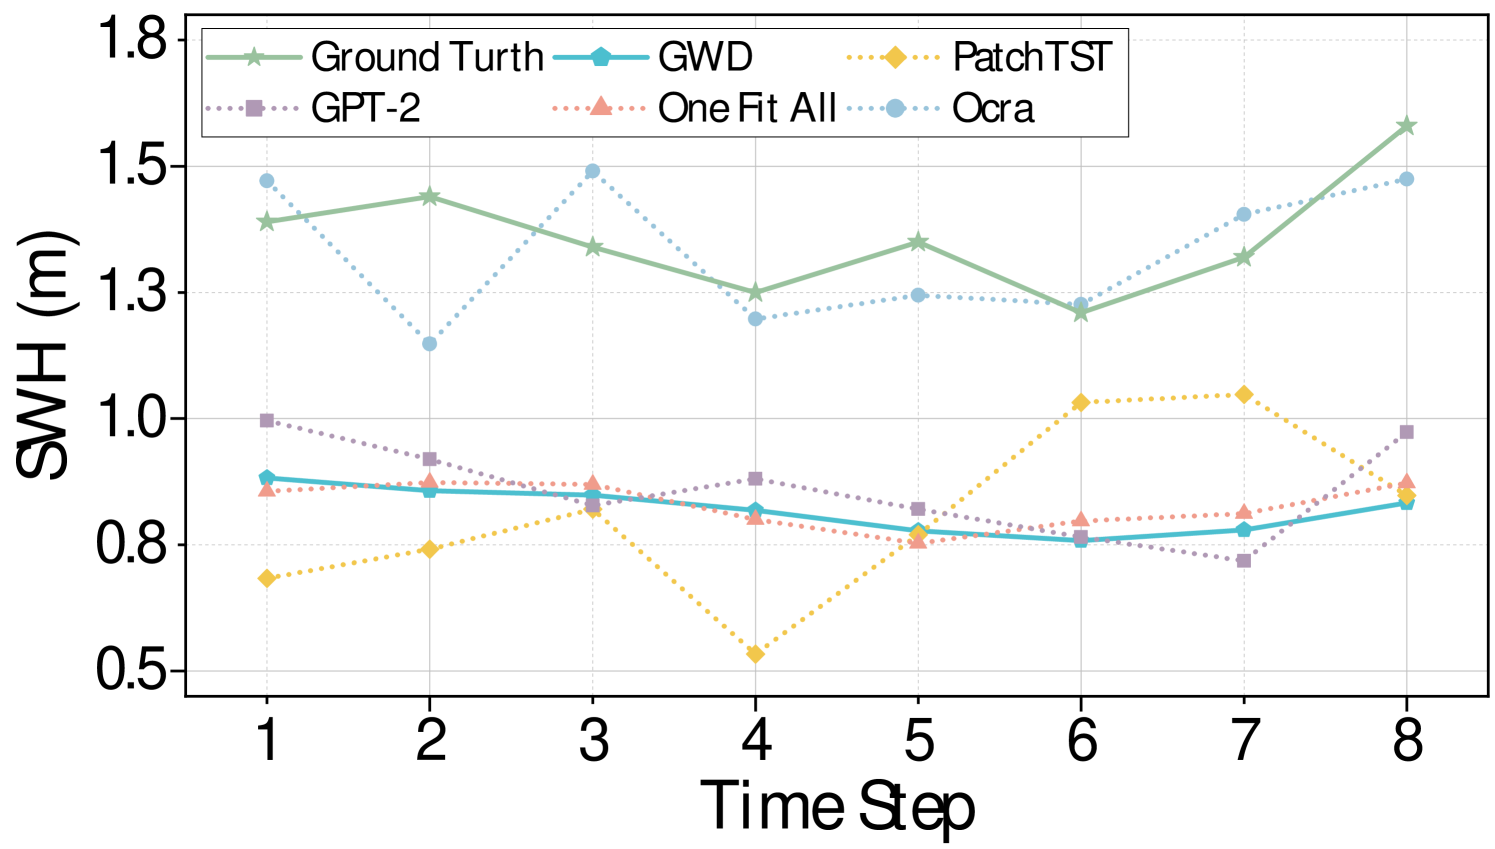 1.8
Ground Turth GWD PatchTST
GPT-2 One Fit All Ocra
1.5
1.3
1.0
0.8
0.5
SWH (m)
1 2 3 4 5 6 7 8
Time Step